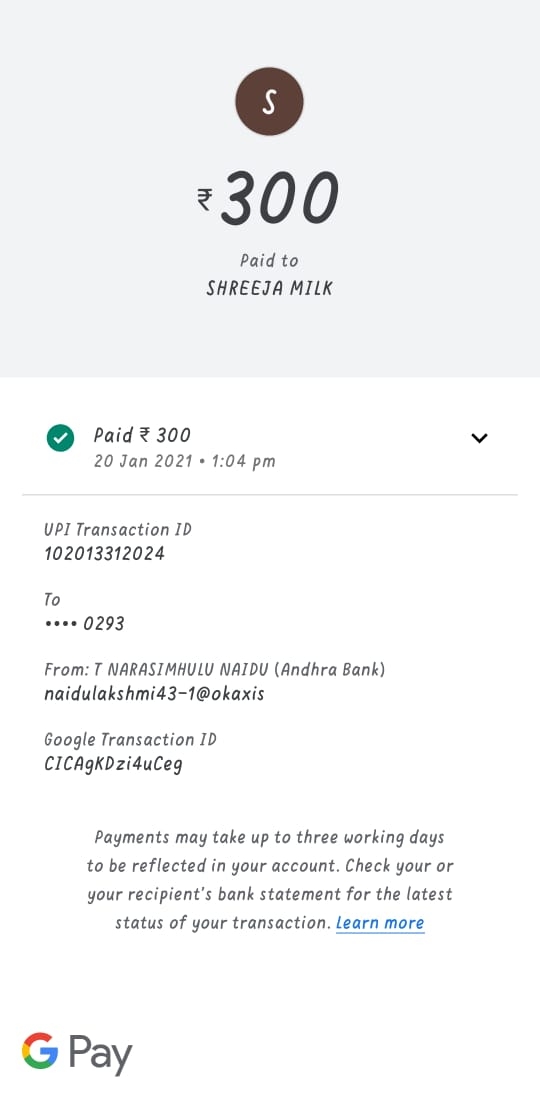 S
₹300
Paid to
SHREEJA MILK
Paid ₹ 300
20 Jan 2021 • 1:04 pm
UPI Transaction ID
102013312024
To
•••• 0293
From: T NARASIMHULU NAIDU (Andhra Bank)
naidulakshmi43-1@okaxis
Google Transaction ID
CICAgKDzi4uCeg
Payments may take up to three working days
to be reflected in your account. Check your or
your recipient's bank statement for the latest
status of your transaction. Learn more
G Pay